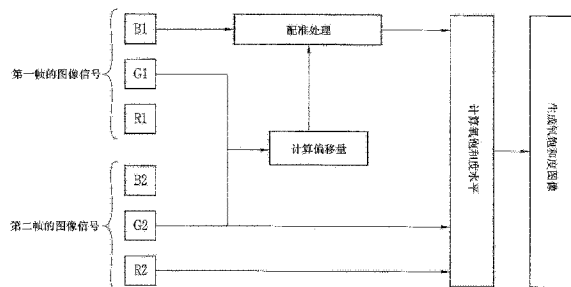 B1
配准处理
第一帧的图像信号
G1
R1
计算偏移量
计算氧饱和度水平
生成氧饱和度图像
B2
第二帧的图像信号
G2
R2